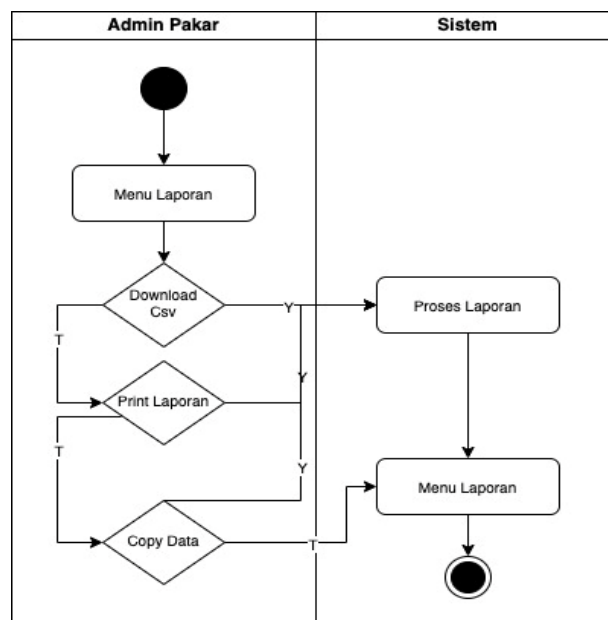 Admin Pakar
Sistem
Menu Laporan
Download
Csv
Y
Proses Laporan
T
Y
Print Laporan
T
Y
Menu Laporan
Copy Data
T